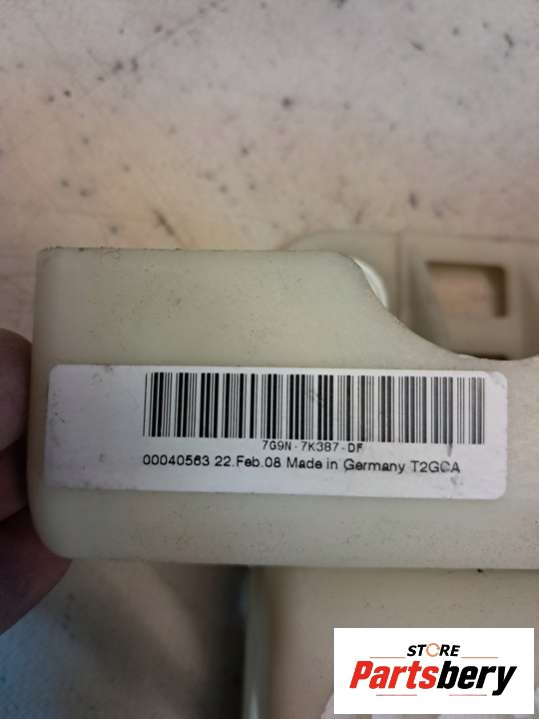 7G9N-7K387-DF
00040563 22.Feb.08 Made in Germany T2GCA
STORE
Partsbery